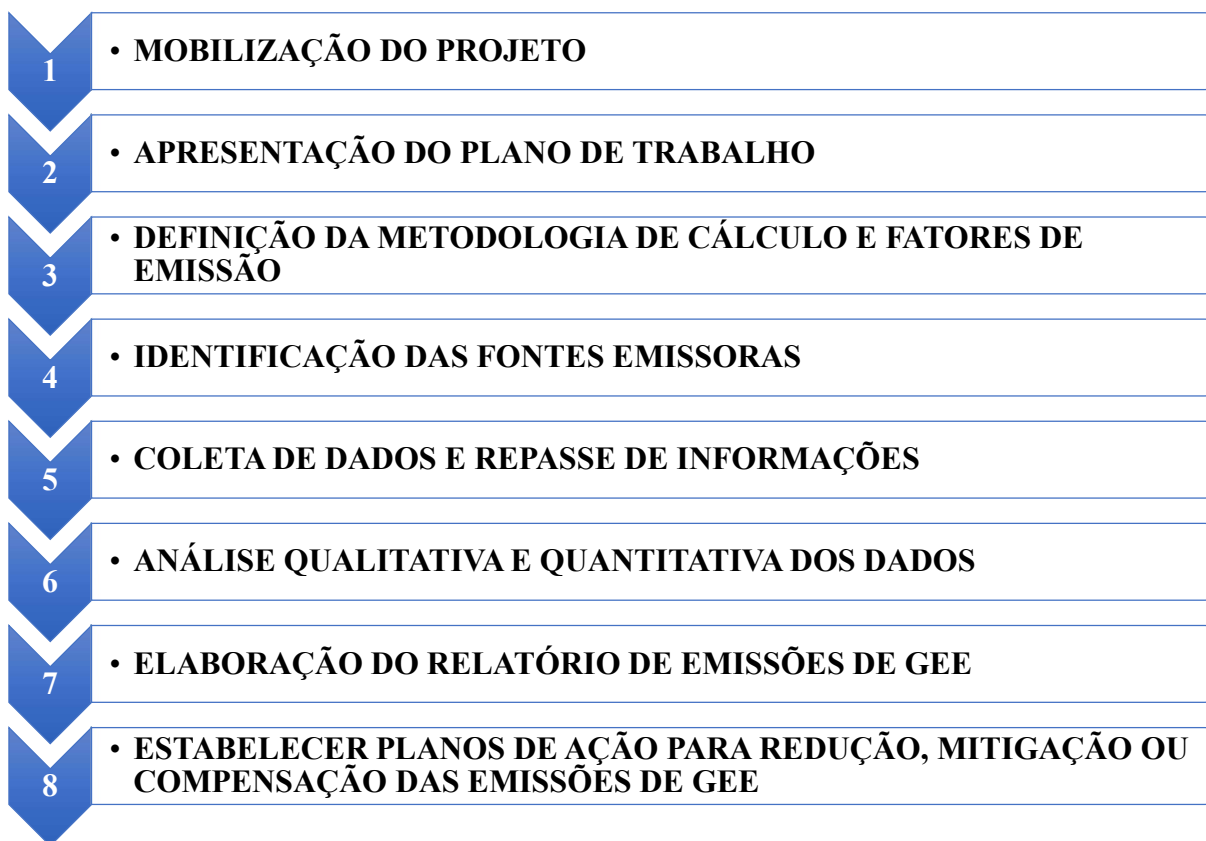 1
• MOBILIZAÇÃO DO PROJETO
2
• APRESENTAÇÃO DO PLANO DE TRABALHO
3
• DEFINIÇÃO DA METODOLOGIA DE CÁLCULO E FATORES DE
EMISSÃO
4
• IDENTIFICAÇÃO DAS FONTES EMISSORAS
5
• COLETA DE DADOS E REPASSE DE INFORMAÇÕES
6
• ANÁLISE QUALITATIVA E QUANTITATIVA DOS DADOS
7
• ELABORAÇÃO DO RELATÓRIO DE EMISSÕES DE GEE
8
• ESTABELECER PLANOS DE AÇÃO PARA REDUÇÃO, MITIGAÇÃO OU
COMPENSAÇÃO DAS EMISSÕES DE GEE